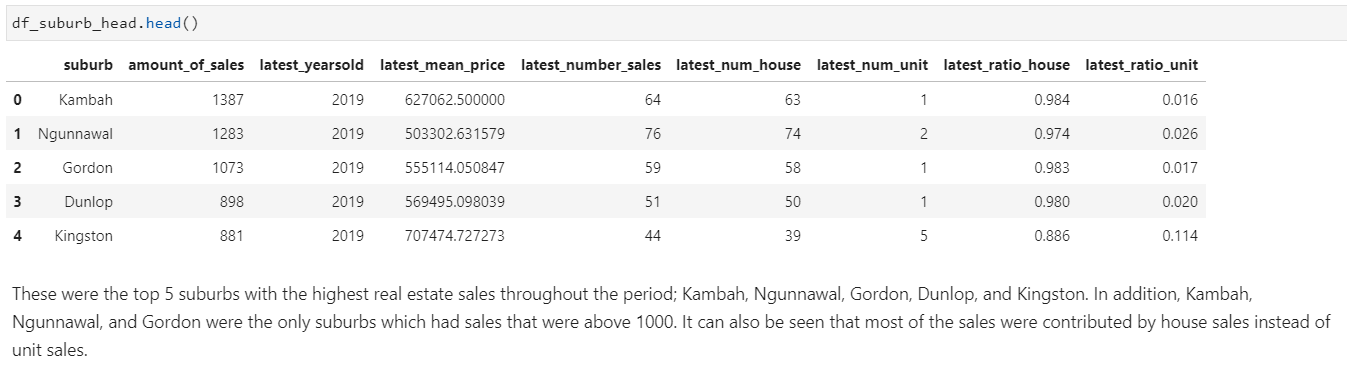 df_suburb_head.head()
suburb amount_of_sales latest_yearsold latest_mean_price latest_number_sales latest_num_house latest_num_unit latest_ratio_house latest_ratio_unit
0 Kambah 1387 2019 627062.500000 64 63 1 0.984 0.016
1 Ngunnawal 1283 2019 503302.631579 76 74 2 0.974 0.026
2 Gordon 1073 2019 555114.050847 59 58 1 0.983 0.017
3 Dunlop 898 2019 569495.098039 51 50 1 0.980 0.020
4 Kingston 881 2019 707474.727273 44 39 5 0.886 0.114
These were the top 5 suburbs with the highest real estate sales throughout the period; Kambah, Ngunnawal, Gordon, Dunlop, and Kingston. In addition, Kambah,
Ngunnawal, and Gordon were the only suburbs which had sales that were above 1000. It can also be seen that most of the sales were contributed by house sales instead of
unit sales.